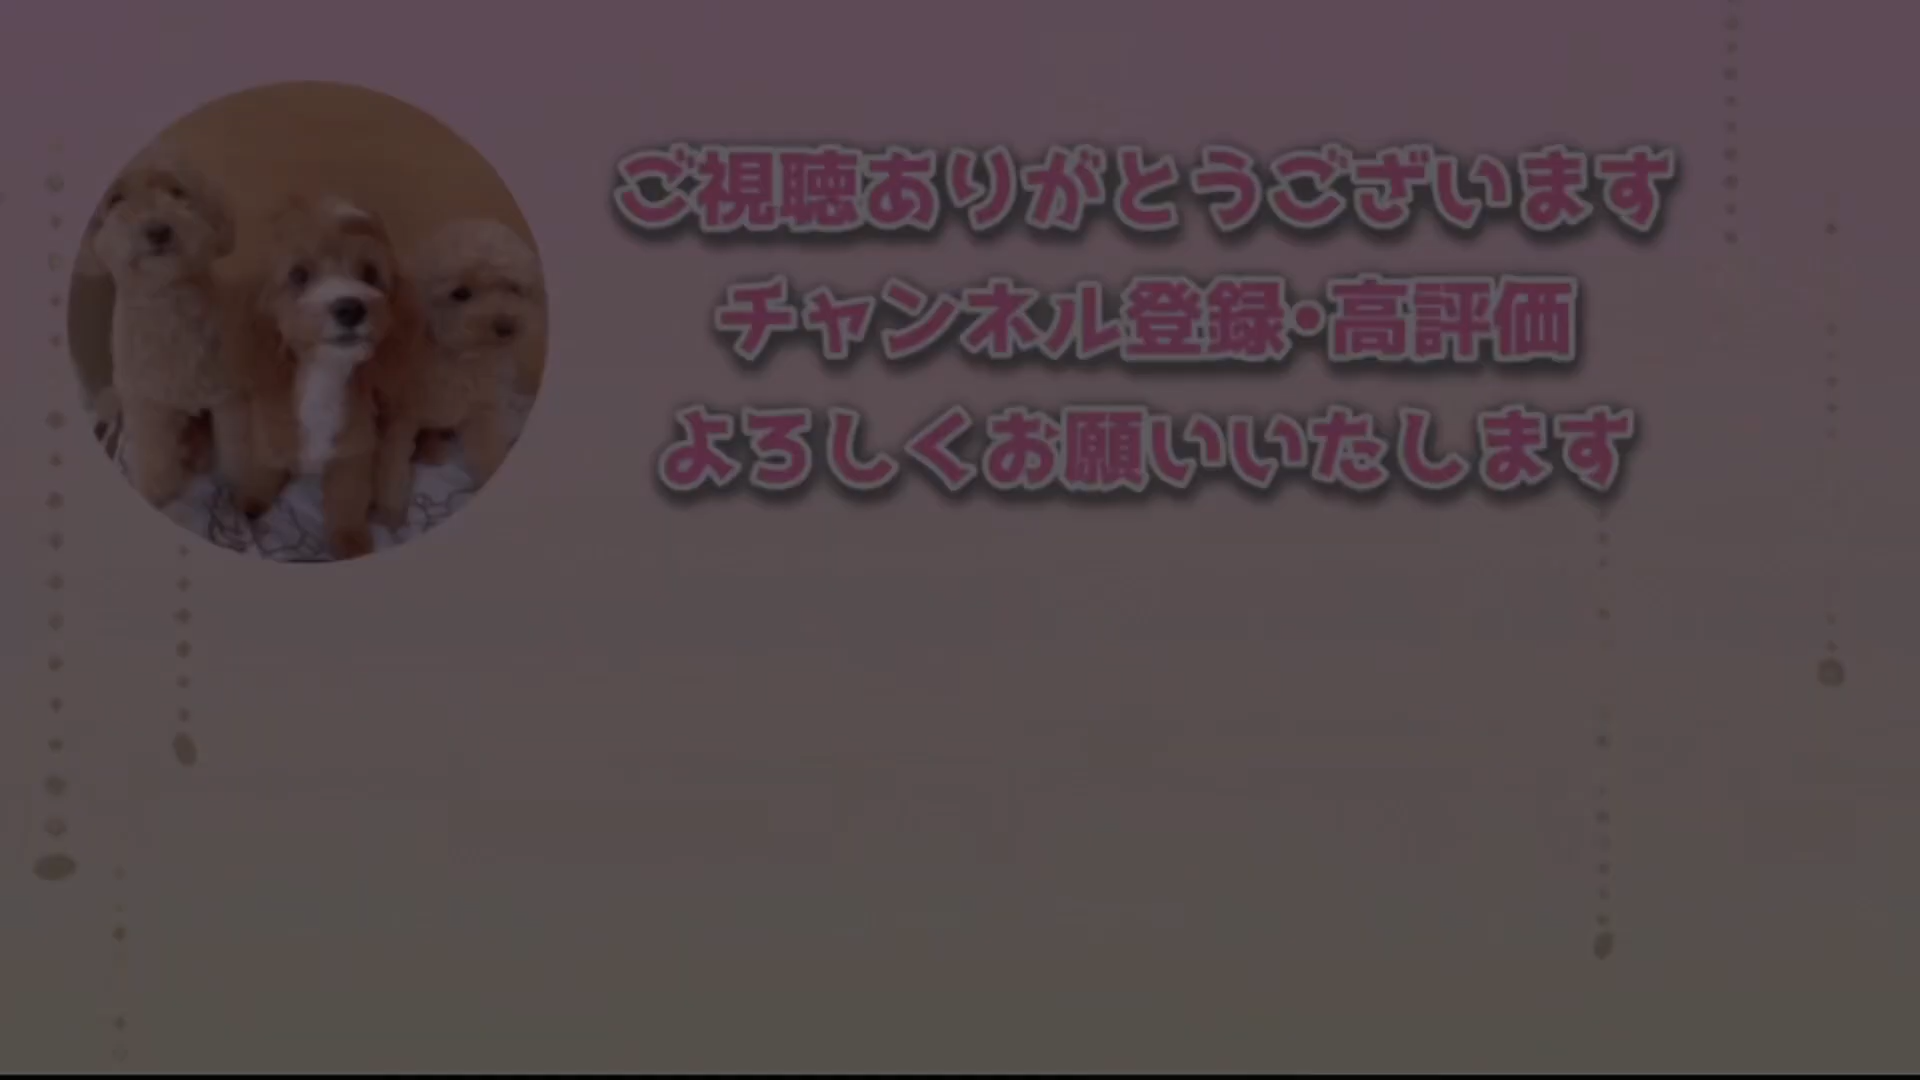 ご視聴ありがとうございます
チャンネル登録・高評価
よろしくお願いいたします